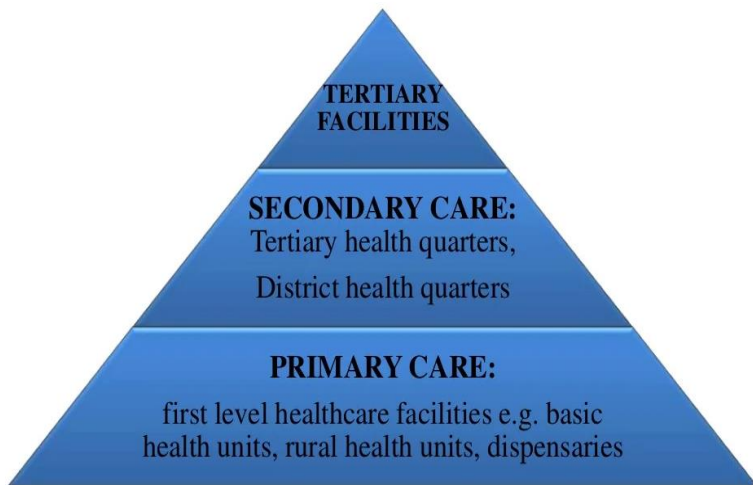 TERTIARY
FACILITIES
SECONDARY CARE:
Tertiary health quarters,
District health quarters
PRIMARY CARE:
first level healthcare facilities e.g. basic
health units, rural health units, dispensaries